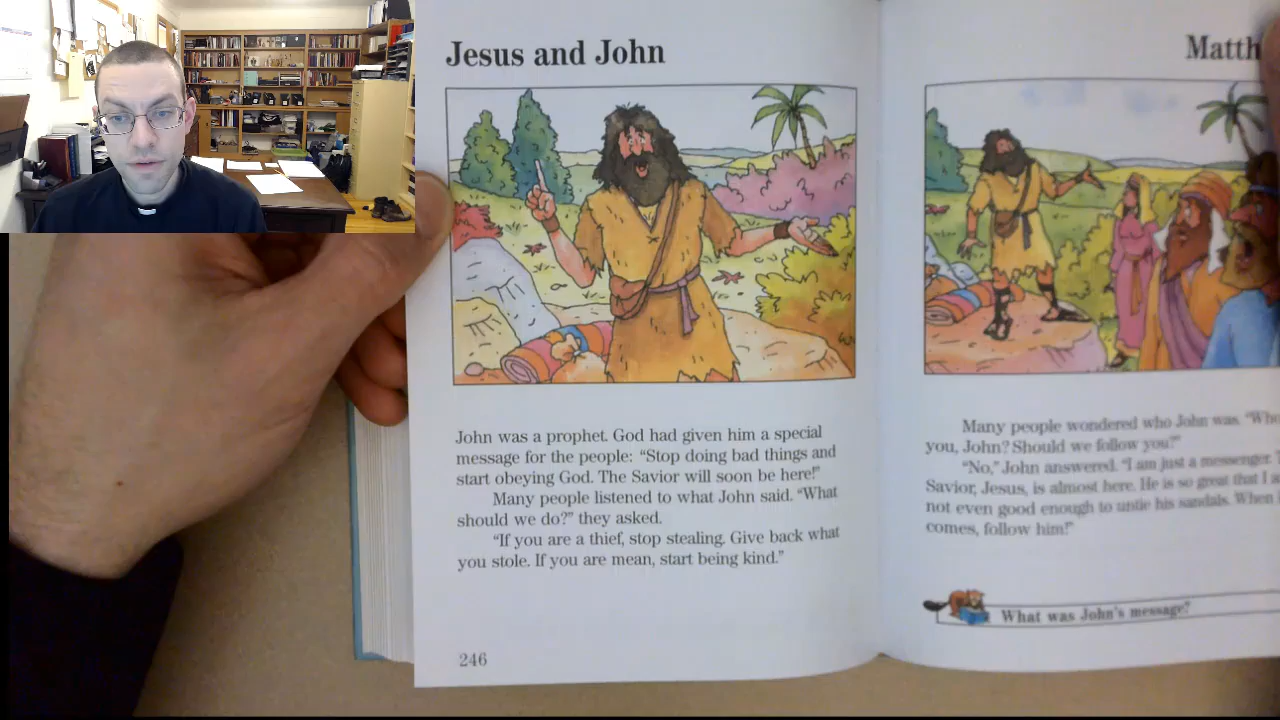 Jesus and John
John was a prophet. God had given him a special
message for the people: “Stop doing bad things and
start obeying God. The Savior will soon be here!”
Many people listened to what John said. “What
should we do?” they asked.
“If you are a thief, stop stealing. Give back what
you stole. If you are mean, start being kind.”
246
Matth
Many people wondered who John was. “Who
you, John? Should we follow you?”
“No,” John answered. “I am just a messenger.
Savior, Jesus, is almost here. He is so great that I
not even good enough to untie his sandals. When
comes, follow him!”
What was John's message?